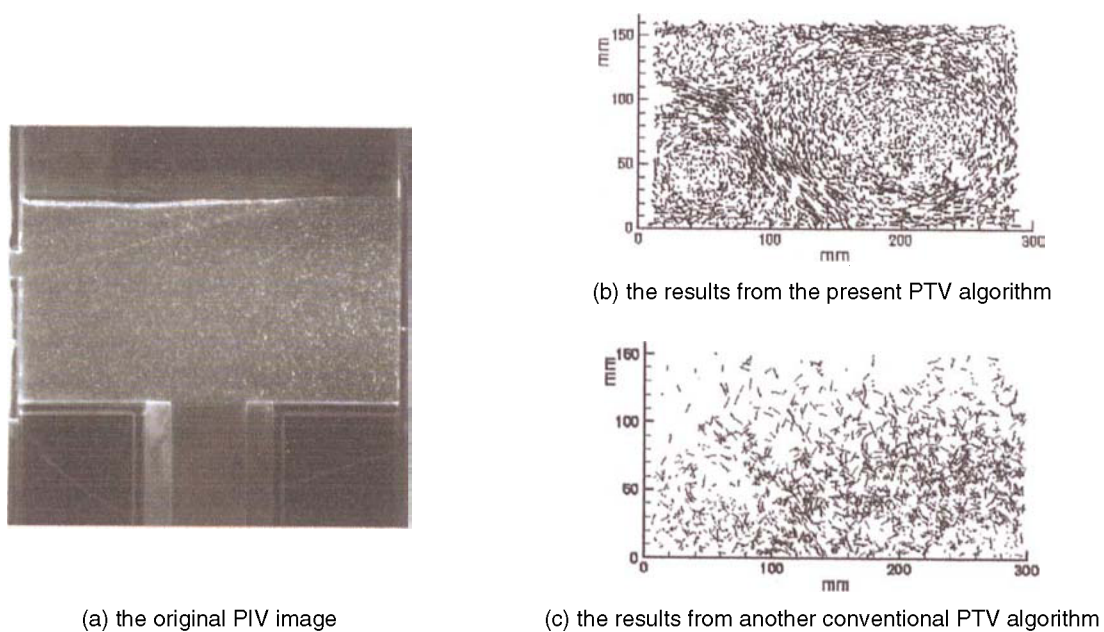 150
100
50
0
mm
0
100
200
300
mm
(b) the results from the present PTV algorithm
150
100
50
0
mm
0
100
200
300
mm
(a) the original PIV image
(c) the results from another conventional PTV algorithm